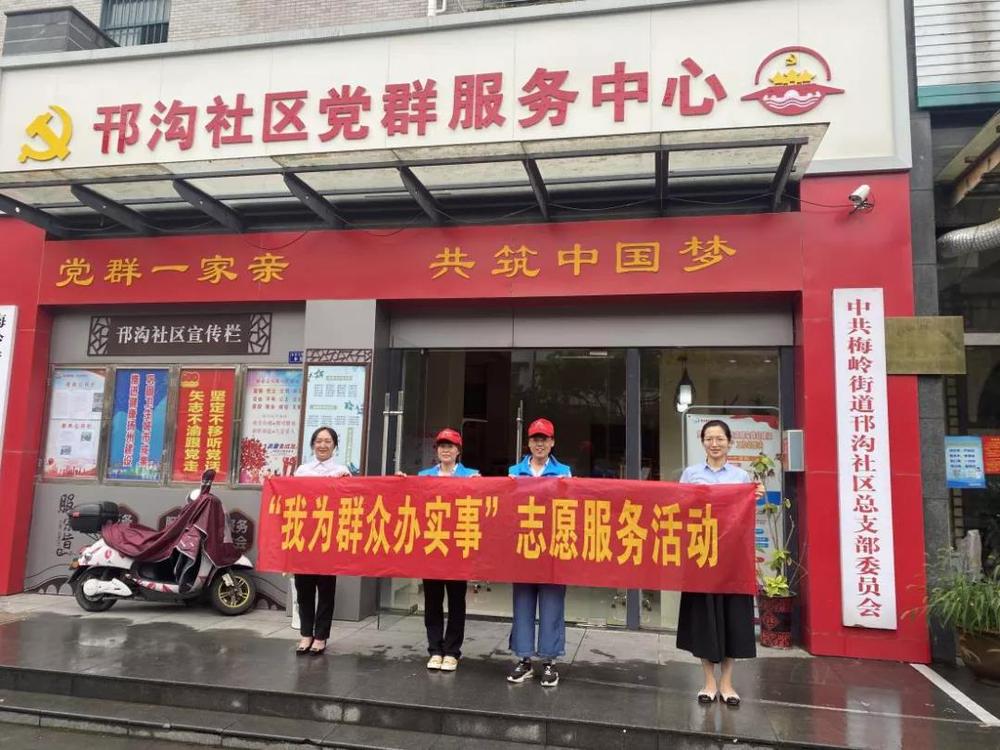 邗沟社区党群服务中心
党群一家亲 共筑中国梦
邗沟社区宣传栏
坚定不移听党话
矢志不渝跟党走
“我为群众办实事”志愿服务活动
中共梅岭街道邗沟社区总支部委员会